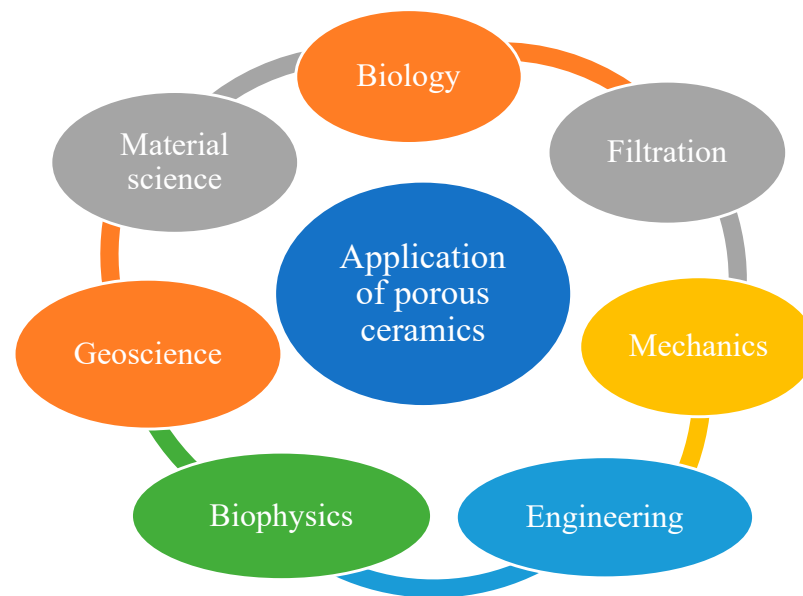 Biology
Filtration
Mechanics
Engineering
Biophysics
Geoscience
Material
science
Application
of porous
ceramics